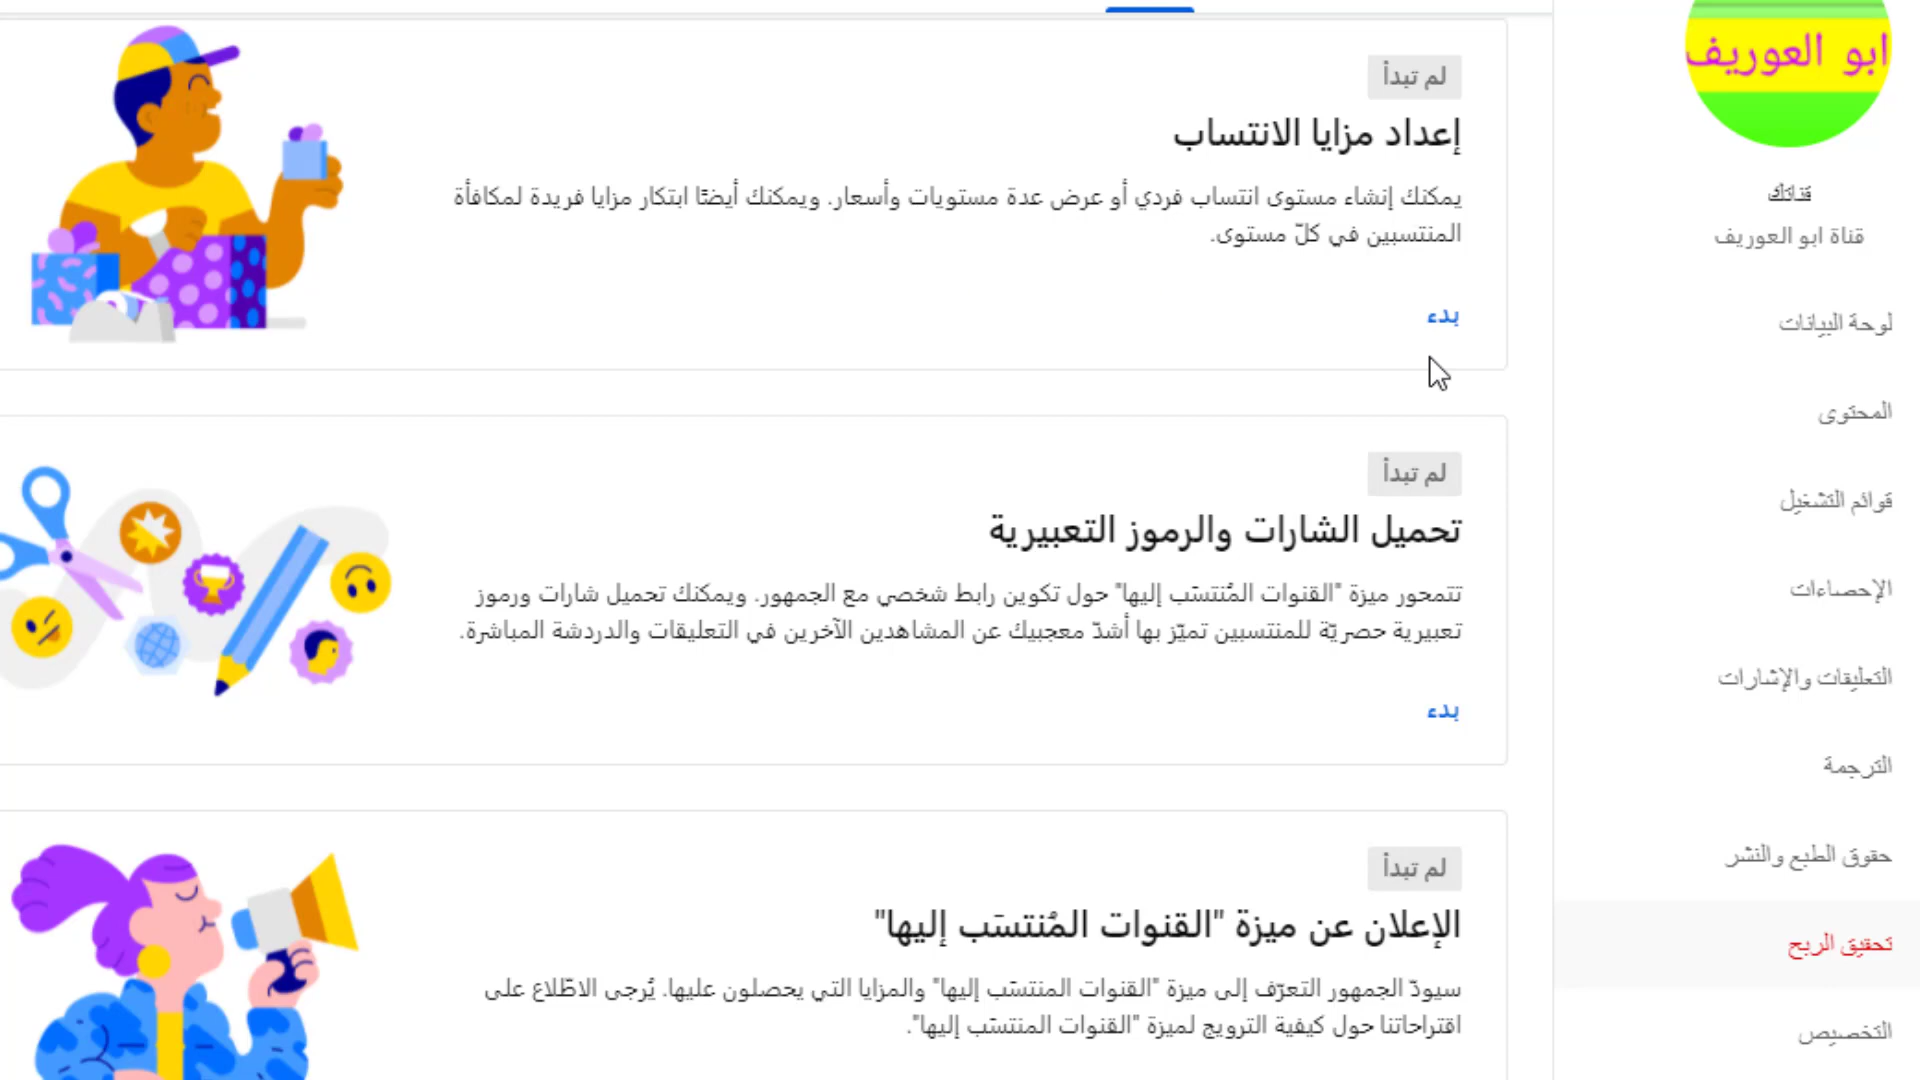 ابو العوريف
قناتك
قناة ابو العوريف
لوحة البيانات
المحتوى
قوائم التشغيل
الإحصاءات
التعليقات والإشارات
الترجمة
حقوق الطبع والنشر
تحقيق الربح
التخصيص
لم تبدأ
إعداد مزايا الانتساب
يمكنك إنشاء مستوى انتساب فردي أو عرض عدة مستويات وأسعار. ويمكنك أيضًا ابتكار مزايا فريدة لمكافأة
المنتسبين في كلّ مستوى.
بدء
لم تبدأ
تحميل الشارات والرموز التعبيرية
تتمحور ميزة "القنوات المُنتسَب إليها" حول تكوين رابط شخصي مع الجمهور. ويمكنك تحميل شارات ورموز
تعبيرية حصريّة للمنتسبين تميّز بها أشدّ معجبيك عن المشاهدين الآخرين في التعليقات والدردشة المباشرة.
بدء
لم تبدأ
الإعلان عن ميزة "القنوات المُنتسَب إليها"
سيودّ الجمهور التعرّف إلى ميزة "القنوات المنتسَب إليها" والمزايا التي يحصلون عليها. يُرجى الاطّلاع على
اقتراحاتنا حول كيفية الترويج لميزة "القنوات المنتسَب إليها".